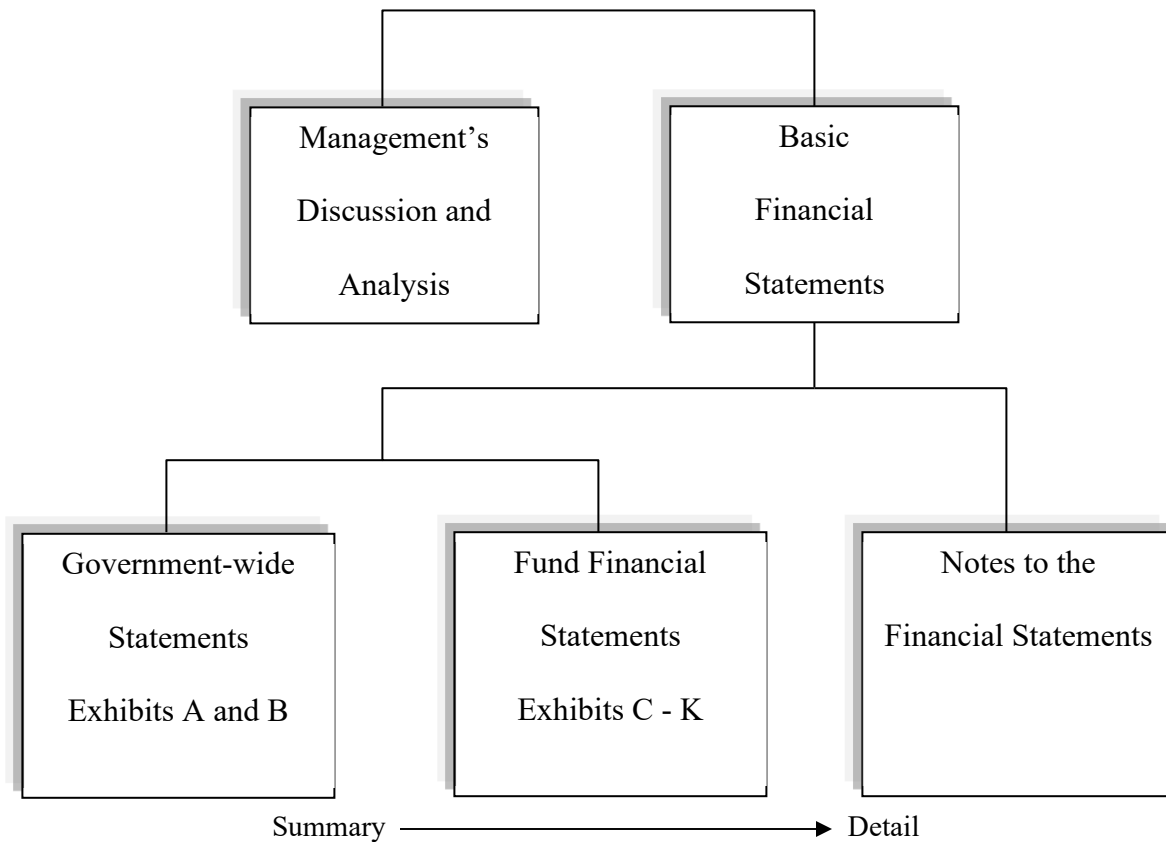 Management’s
Discussion and
Analysis
Basic
Financial
Statements
Government-wide
Statements
Exhibits A and B
Fund Financial
Statements
Exhibits C - K
Notes to the
Financial Statements
Summary
Detail